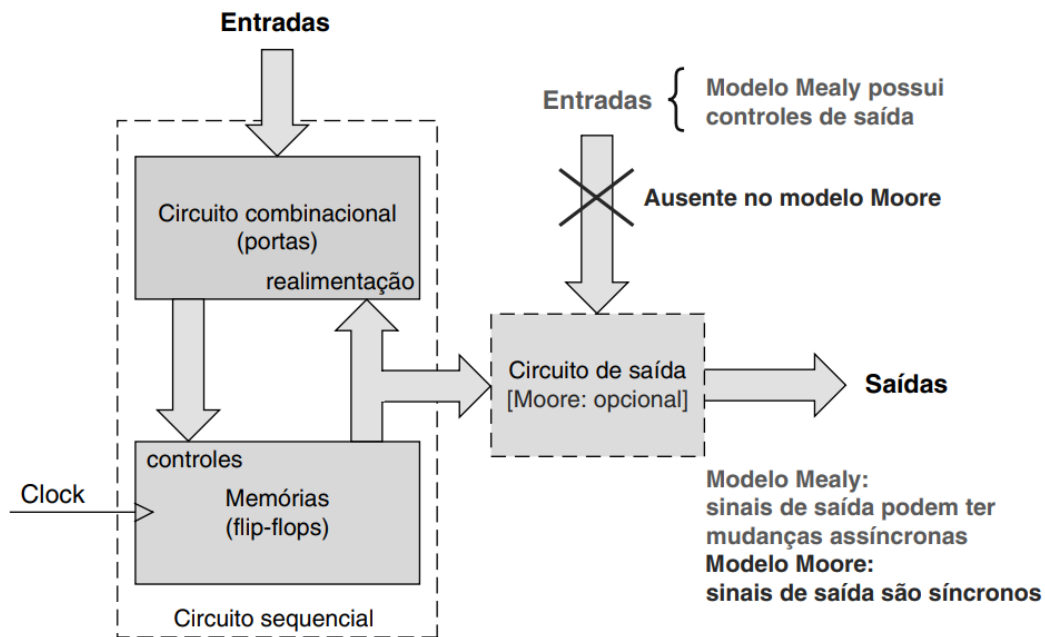 Entradas
Entradas
Modelo Mealy possui
controles de saída
Ausente no modelo Moore
Circuito combinacional
(portas)
realimentação
Circuito de saída
[Moore: opcional]
Saídas
controles
Memórias
(flip-flops)
Clock
Circuito sequencial
Modelo Mealy:
sinais de saída podem ter
mudanças assíncronas
Modelo Moore:
sinais de saída são síncronos